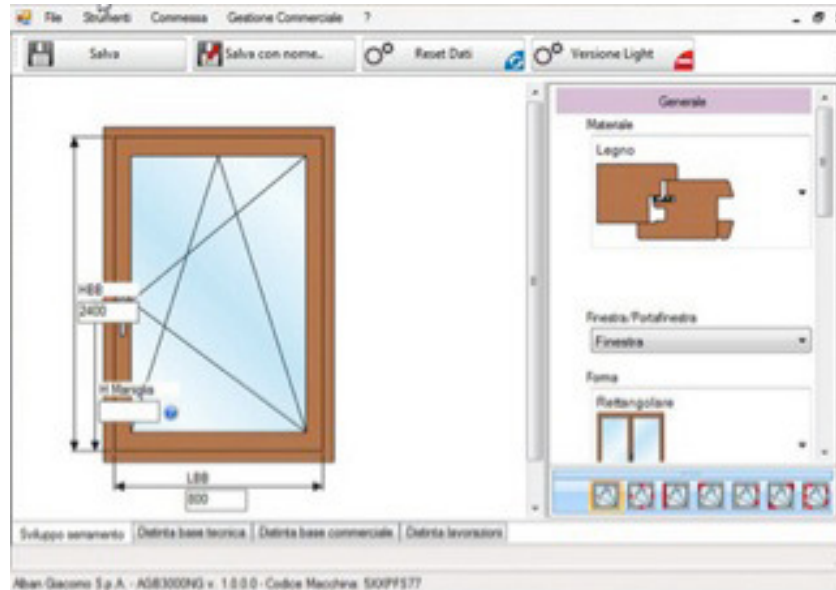 File Strumenti Commessa Gestione Commerciale ?
Salva Salva con nome.. Reset Dati Versione Light
Generale
Materiale
Legno
HBB
2400
Finestra/Portafinestra
Finestra
H Maniglia
Forma
Rettangolare
LBB
800
Sviluppo serramento Distinta base tecnica Distinta base commerciale Distinta lavorazioni
Alban Giacomo S.p.A. - AGB3000NG v. 1.0.0.0 - Codice Macchina: